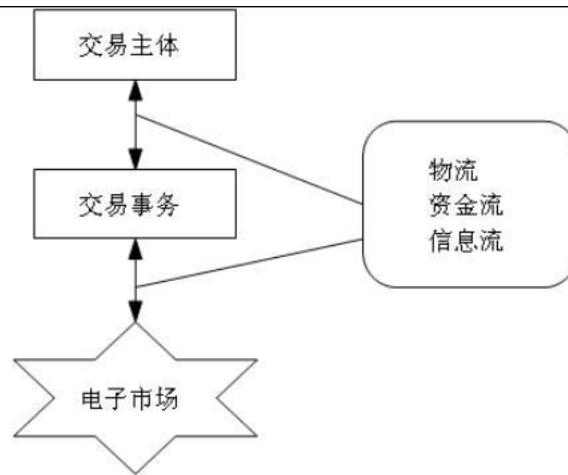 交易主体
交易事务
物流
资金流
信息流
电子市场